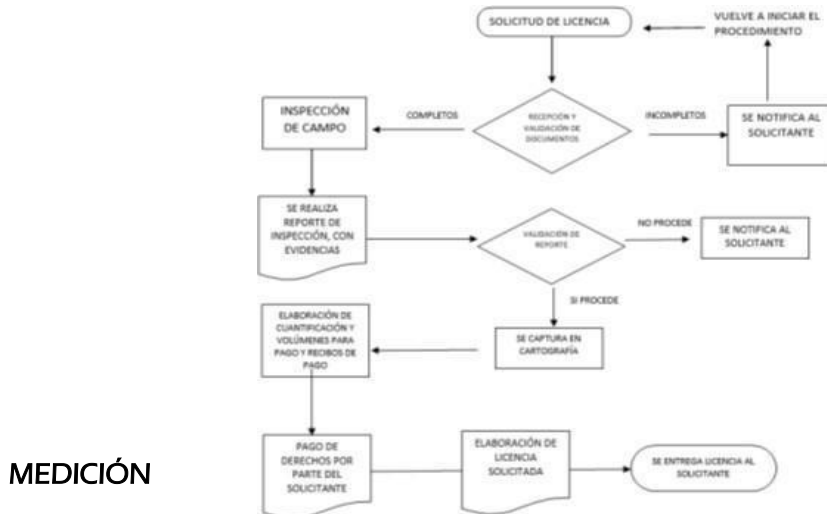 SOLICITUD DE LICENCIA
VUELVE A INICIAR EL
PROCEDIMIENTO
INSPECCIÓN
DE CAMPO
COMPLETOS
RECEPCIÓN Y
VALIDACIÓN DE
DOCUMENTOS
INCOMPLETOS
SE NOTIFICA AL
SOLICITANTE
SE REALIZA
REPORTE DE
INSPECCIÓN, CON
EVIDENCIAS
VALIDACIÓN DE
REPORTE
NO PROCEDE
SE NOTIFICA AL
SOLICITANTE
SI PROCEDE
ELABORACIÓN DE
CUANTIFICACIÓN Y
VOLÚMENES PARA
PAGO Y RECIBOS DE
PAGO
SE CAPTURA EN
CARTOGRAFÍA
MEDICIÓN
PAGO DE
DERECHOS POR
PARTE DEL
SOLICITANTE
ELABORACIÓN DE
LICENCIA
SOLICITADA
SE ENTREGA LICENCIA AL
SOLICITANTE